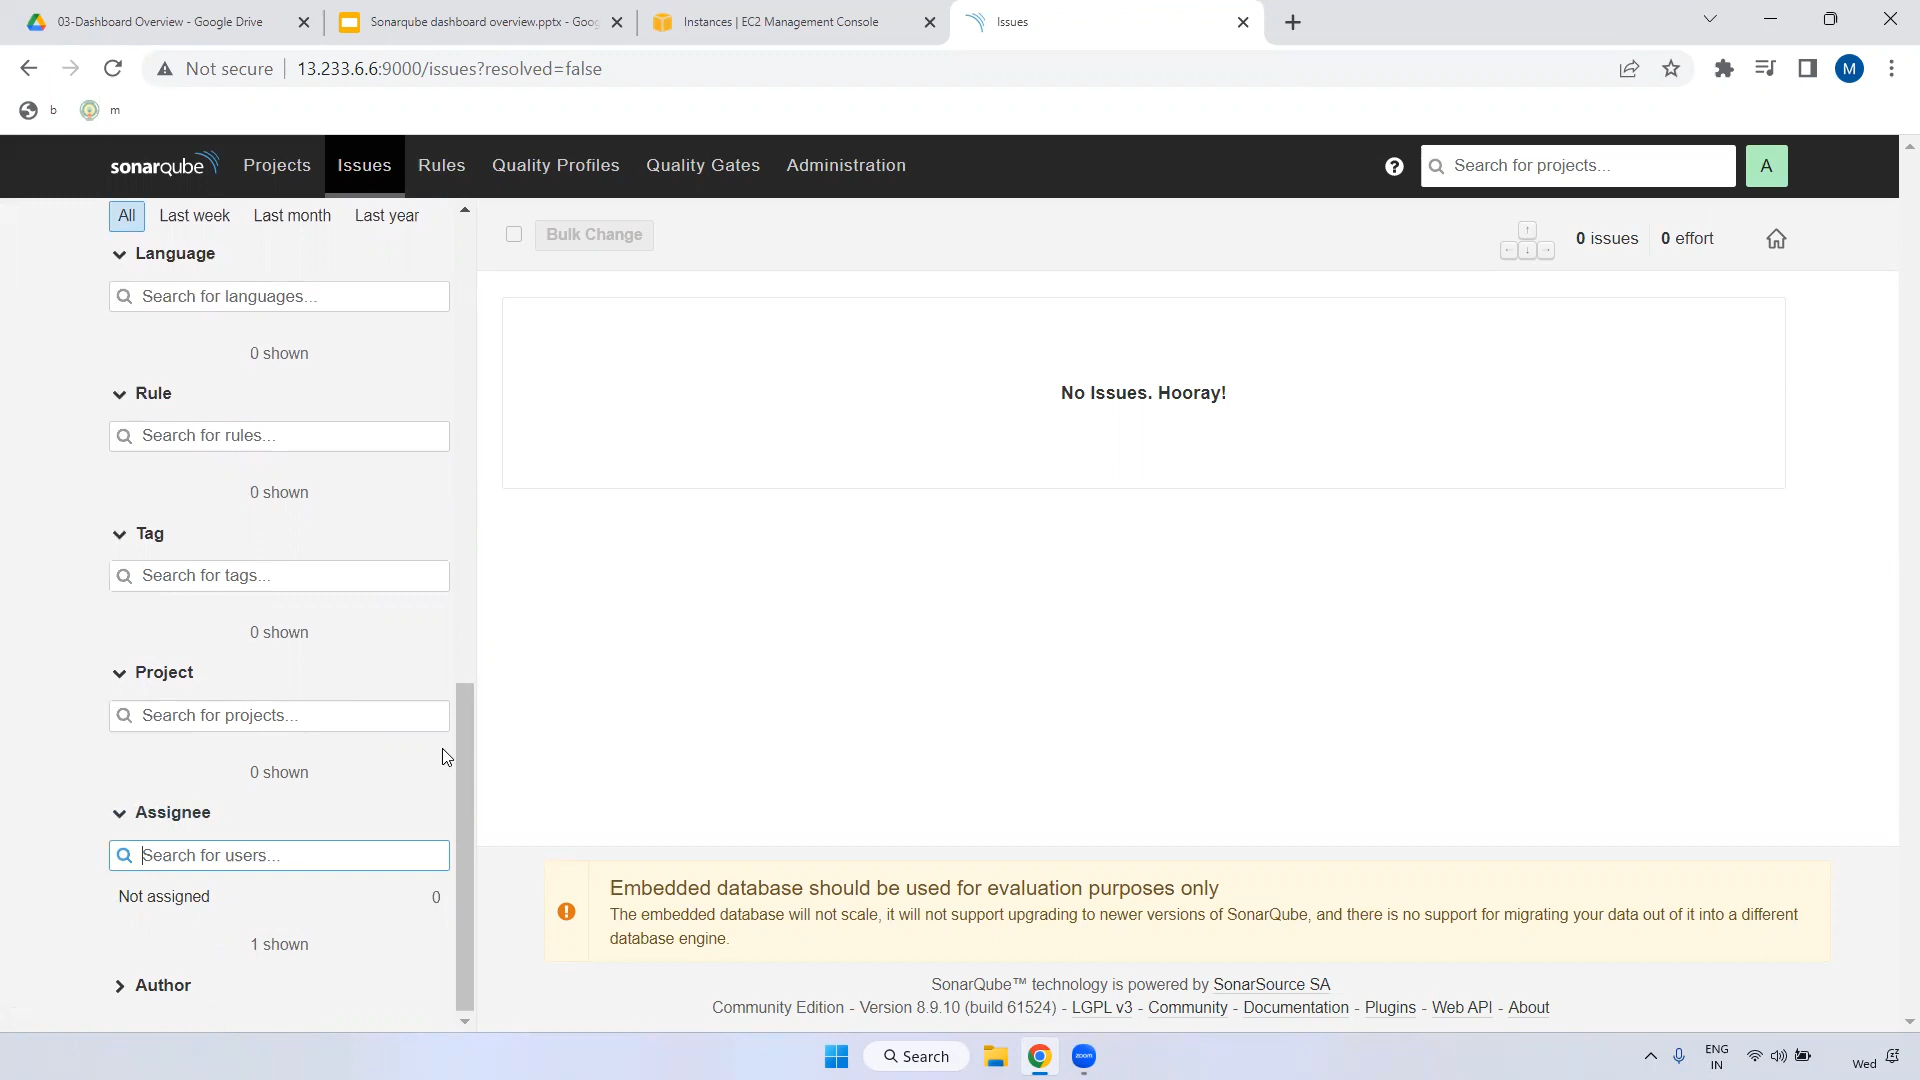 03-Dashboard Overview - Google Drive
Sonarqube dashboard overview.pptx - Goo
Instances | EC2 Management Console
Issues
Not secure
13.233.6.6:9000/issues?resolved=false
M
b
m
sonarqube
Projects
Issues
Rules
Quality Profiles
Quality Gates
Administration
Search for projects...
A
All
Last week
Last month
Last year
Bulk Change
0 issues
0 effort
Language
Search for languages...
0 shown
No Issues. Hooray!
Rule
Search for rules...
0 shown
Tag
Search for tags...
0 shown
Project
Search for projects...
0 shown
Assignee
Search for users...
Not assigned 0
1 shown
Author
Embedded database should be used for evaluation purposes only
The embedded database will not scale, it will not support upgrading to newer versions of SonarQube, and there is no support for migrating your data out of it into a different
database engine.
SonarQube™ technology is powered by SonarSource SA
Community Edition - Version 8.9.10 (build 61524) - LGPL v3 - Community - Documentation - Plugins - Web API - About
Search
zoom
ENG
IN
Wed